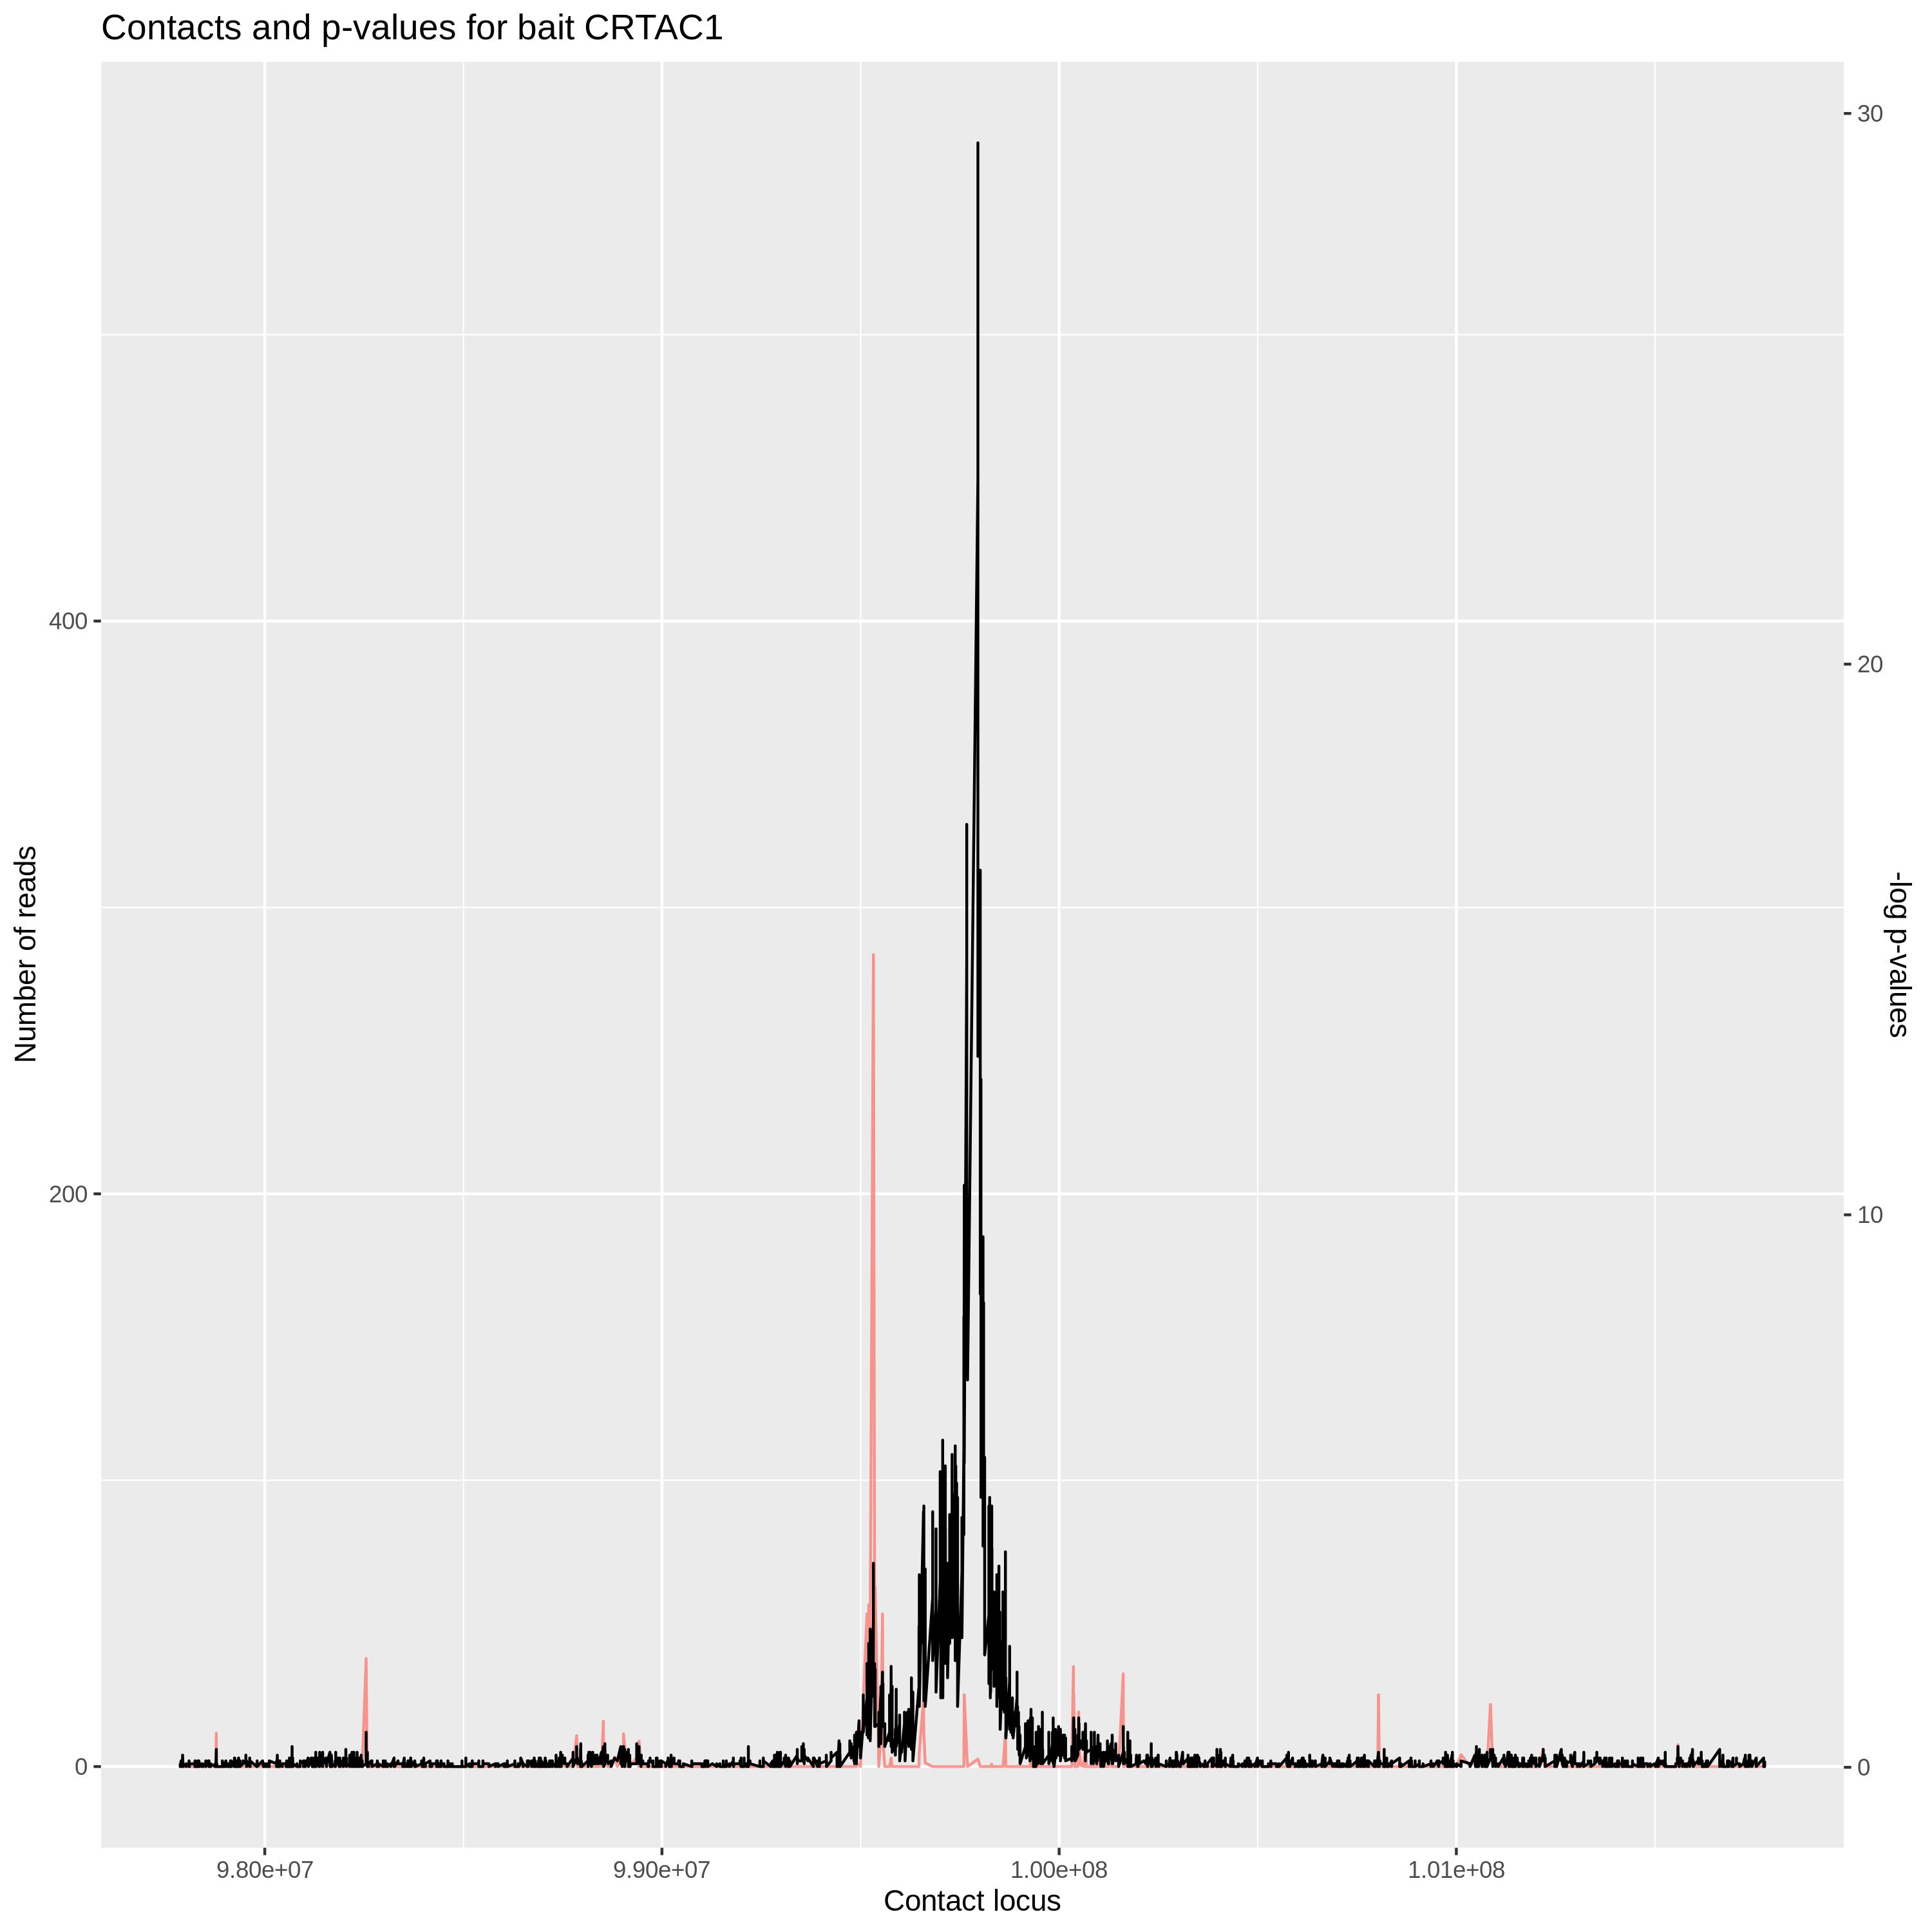 Contacts and p-values for bait CRTAC1
30
400
20
Number of reads
-log p-values
200
10
0
0
9.80e+07
9.90e+07
1.00e+08
1.01e+08
Contact locus